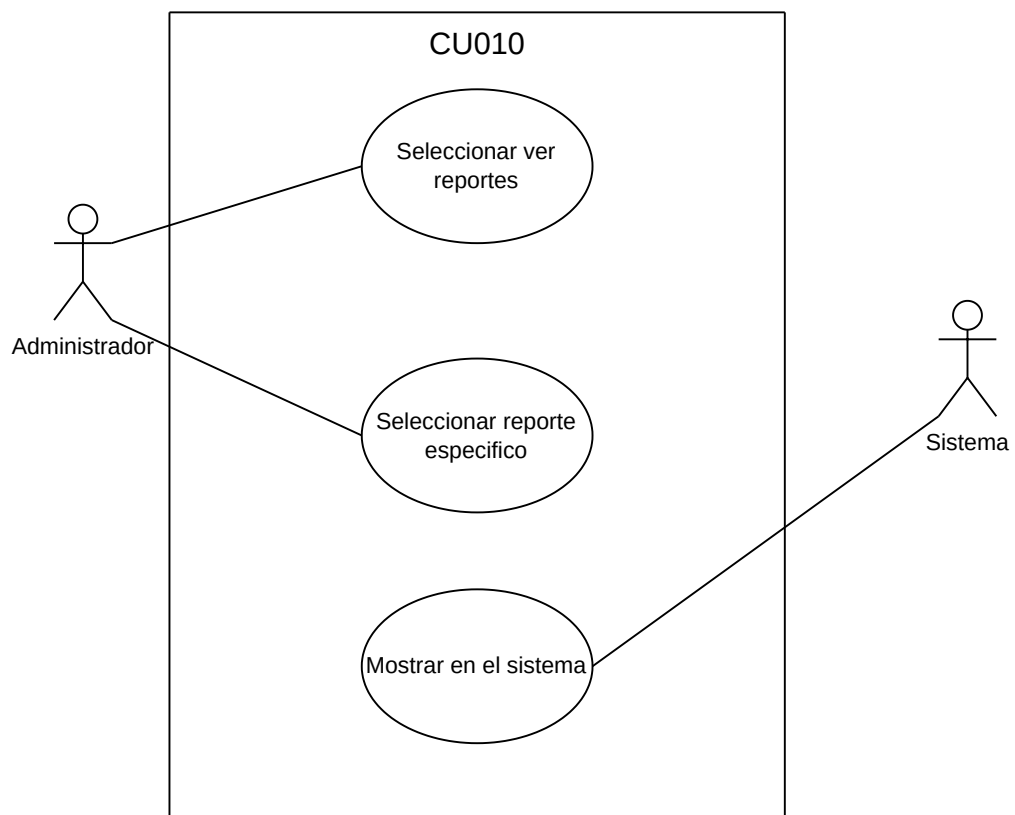 CU010
Seleccionar ver
reportes
Administrador
Seleccionar reporte
especifico
Sistema
Mostrar en el sistema